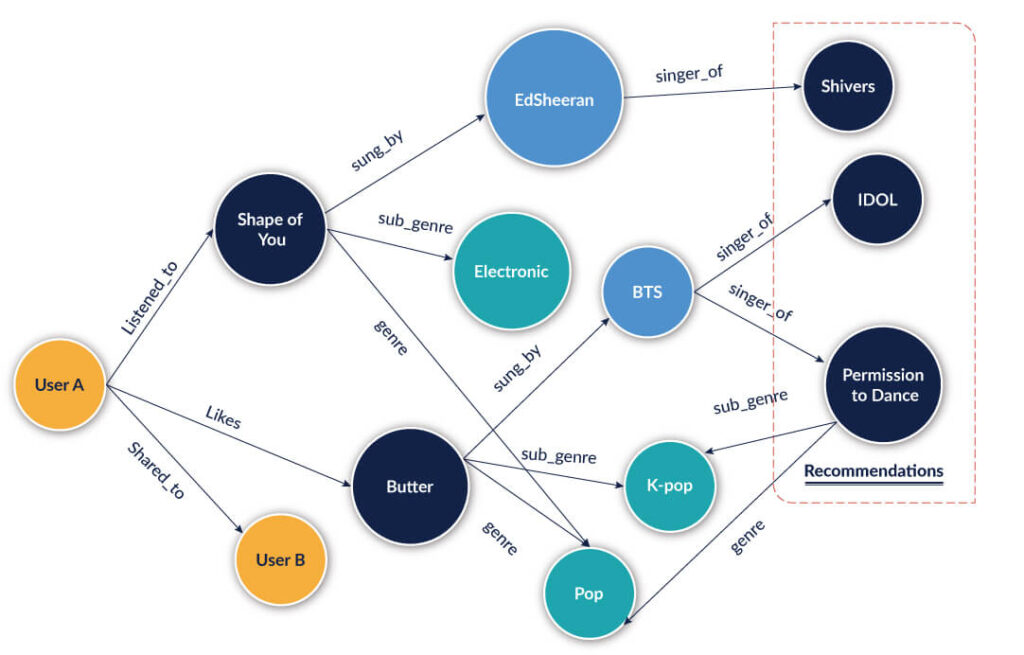 EdSheeran
singer_of
Shivers
sung_by
Shape of
You
sub_genre
Electronic
IDOL
singer_of
BTS
singer_of
Listened_to
genre
User A
sung_by
Permission
to Dance
Likes
sub_genre
Shared_to
Butter
sub_genre
K-pop
Recommendations
genre
genre
User B
Pop